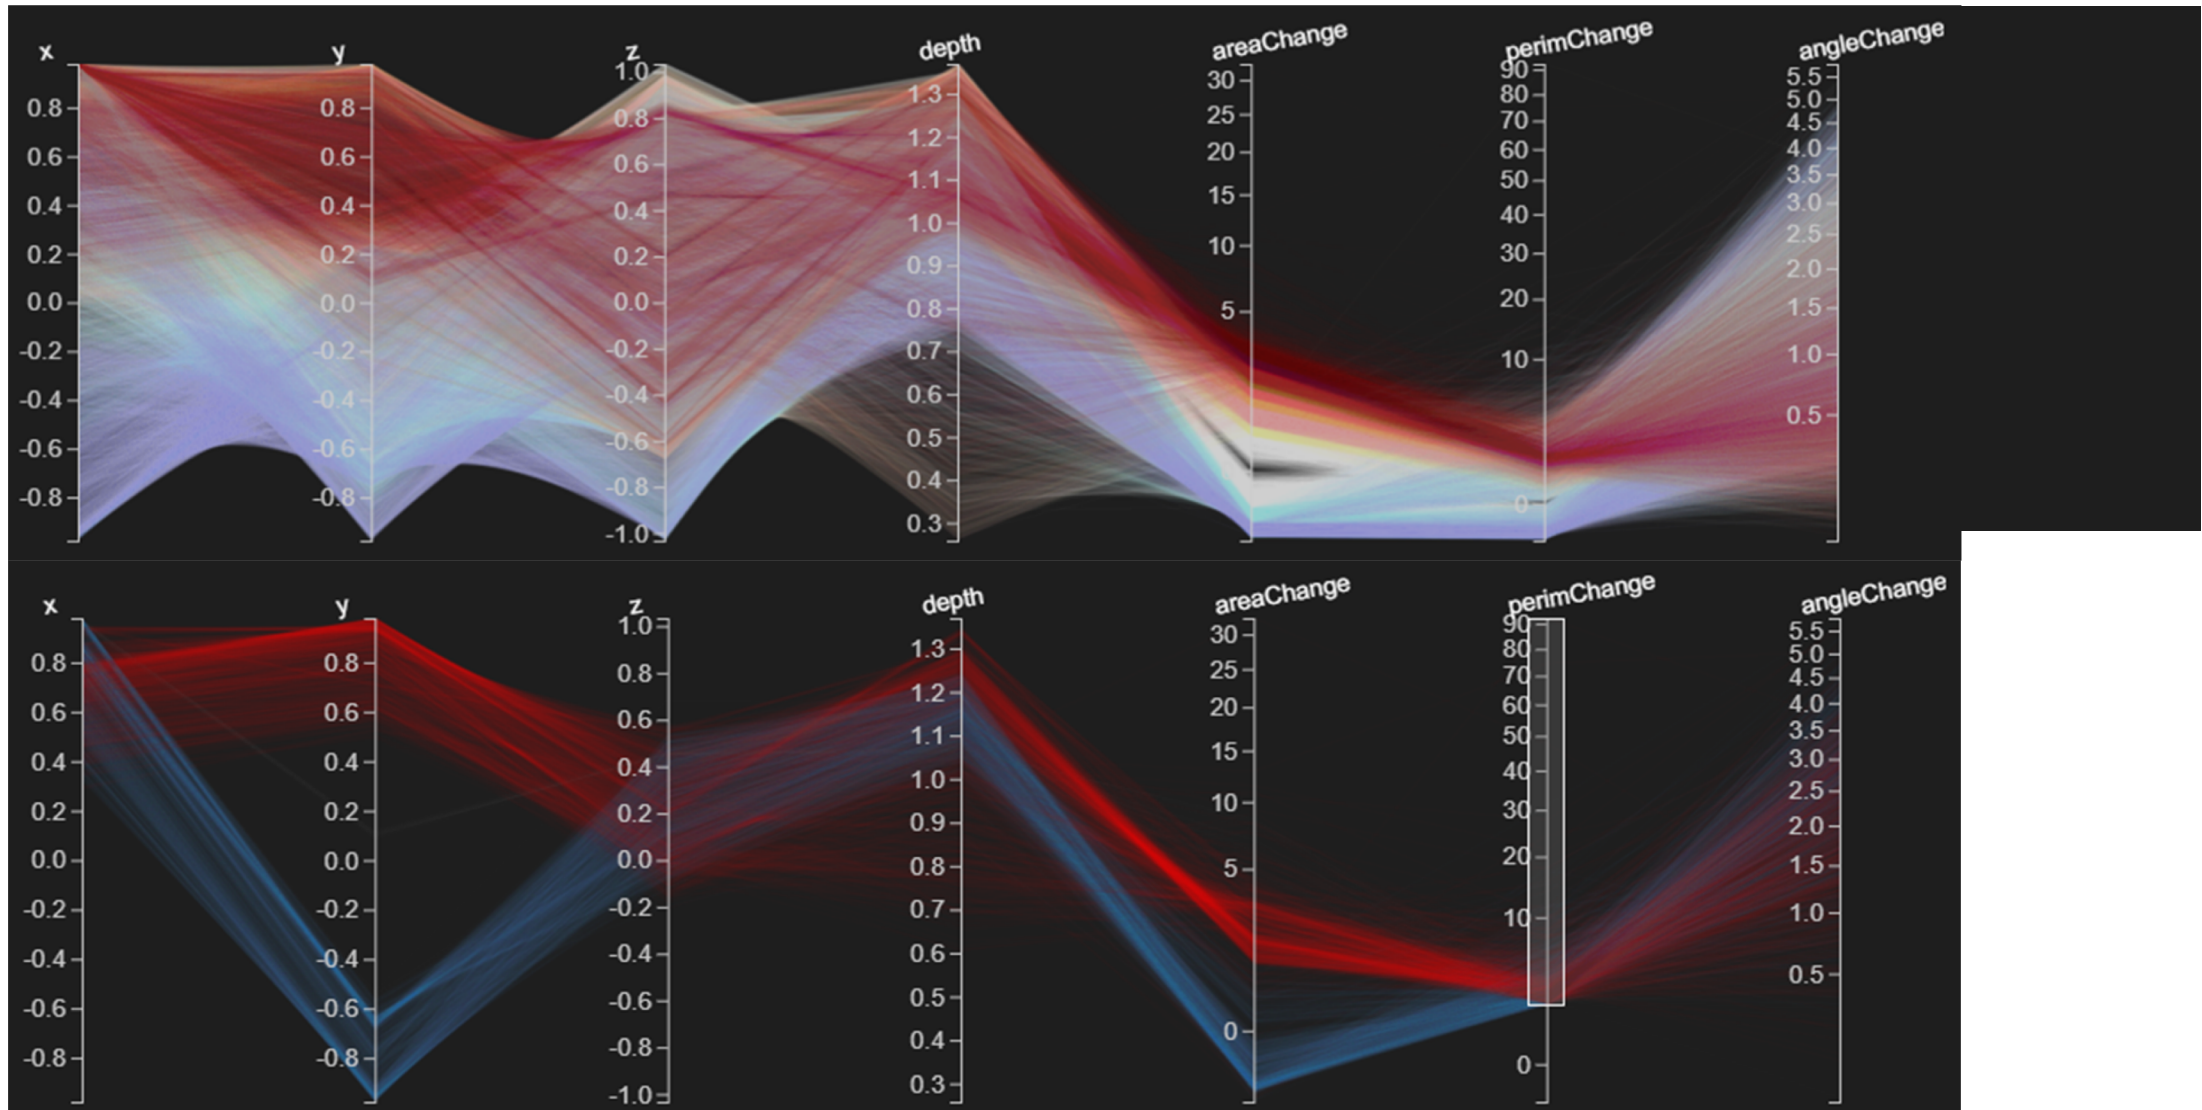 x y z depth areaChange perimChange angleChange
0.8 0.6 0.4 0.2 0.0 -0.2 -0.4 -0.6 -0.8
0.8 0.6 0.4 0.2 0.0 -0.2 -0.4 -0.6 -0.8
1.0 0.8 0.6 0.4 0.2 0.0 -0.2 -0.4 -0.6 -0.8 -1.0
1.3 1.2 1.1 1.0 0.9 0.8 0.7 0.6 0.5 0.4 0.3
30 25 20 15 10 5
90 80 70 60 50 40 30 20 10 0
5.5 5.0 4.5 4.0 3.5 3.0 2.5 2.0 1.5 1.0 0.5
x y z depth areaChange perimChange angleChange
0.8 0.6 0.4 0.2 0.0 -0.2 -0.4 -0.6 -0.8
0.8 0.6 0.4 0.2 0.0 -0.2 -0.4 -0.6 -0.8
1.0 0.8 0.6 0.4 0.2 0.0 -0.2 -0.4 -0.6 -0.8 -1.0
1.3 1.2 1.1 1.0 0.9 0.8 0.7 0.6 0.5 0.4 0.3
30 25 20 15 10 5 0
90 80 70 60 50 40 30 20 10 0
5.5 5.0 4.5 4.0 3.5 3.0 2.5 2.0 1.5 1.0 0.5